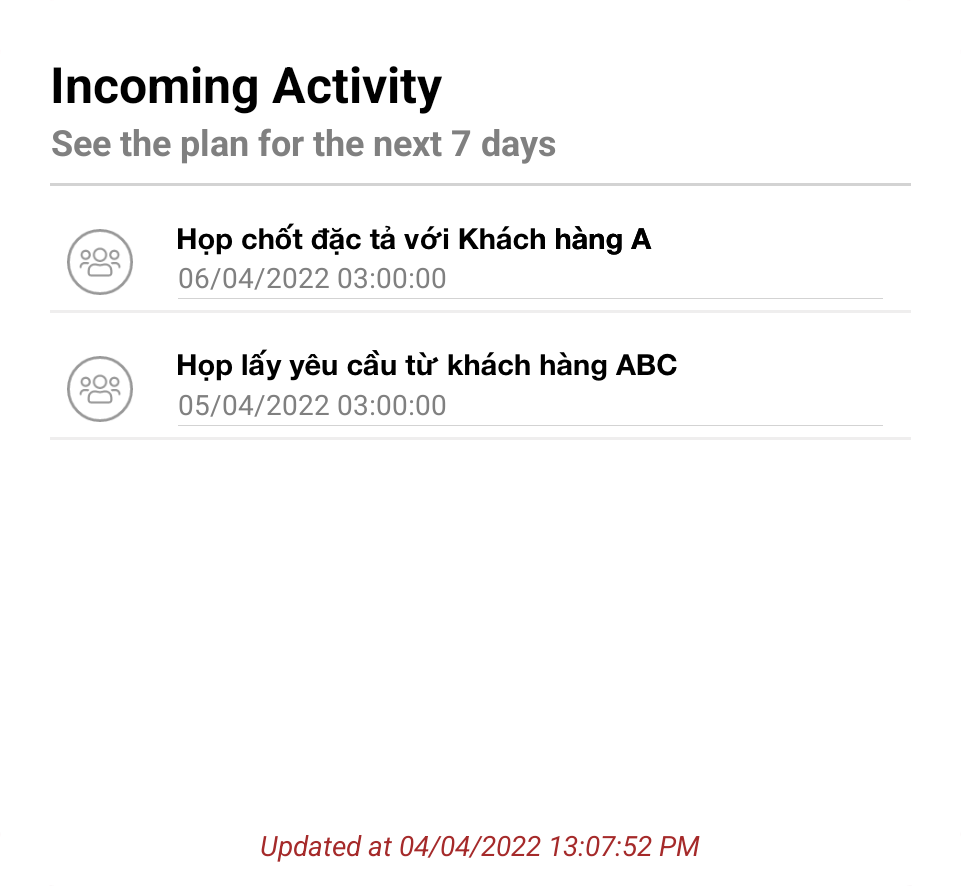 Incoming Activity
See the plan for the next 7 days
Họp chốt đặc tả với Khách hàng A
06/04/2022 03:00:00
Họp lấy yêu cầu từ khách hàng ABC
05/04/2022 03:00:00
Updated at 04/04/2022 13:07:52 PM